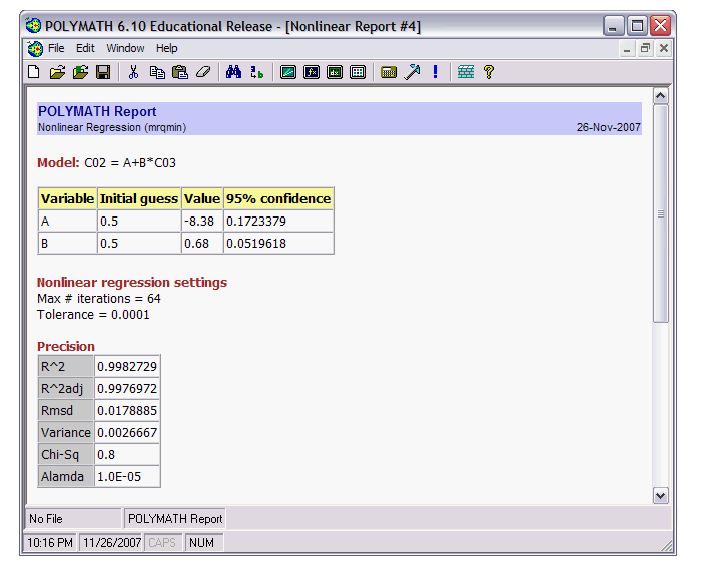 POLYMATH 6.10 Educational Release - [Nonlinear Report #4]
File Edit Window Help
POLYMATH Report
Nonlinear Regression (mrqmin) 26-Nov-2007
Model: C02 = A+B*C03
Variable Initial guess Value 95% confidence
A 0.5 -8.38 0.1723379
B 0.5 0.68 0.0519618
Nonlinear regression settings
Max # iterations = 64
Tolerance = 0.0001
Precision
R^2 0.9982729
R^2adj 0.9976972
Rmsd 0.0178885
Variance 0.0026667
Chi-Sq 0.8
Alamda 1.0E-05
No File POLYMATH Report
10:16 PM 11/26/2007 CAPS NUM